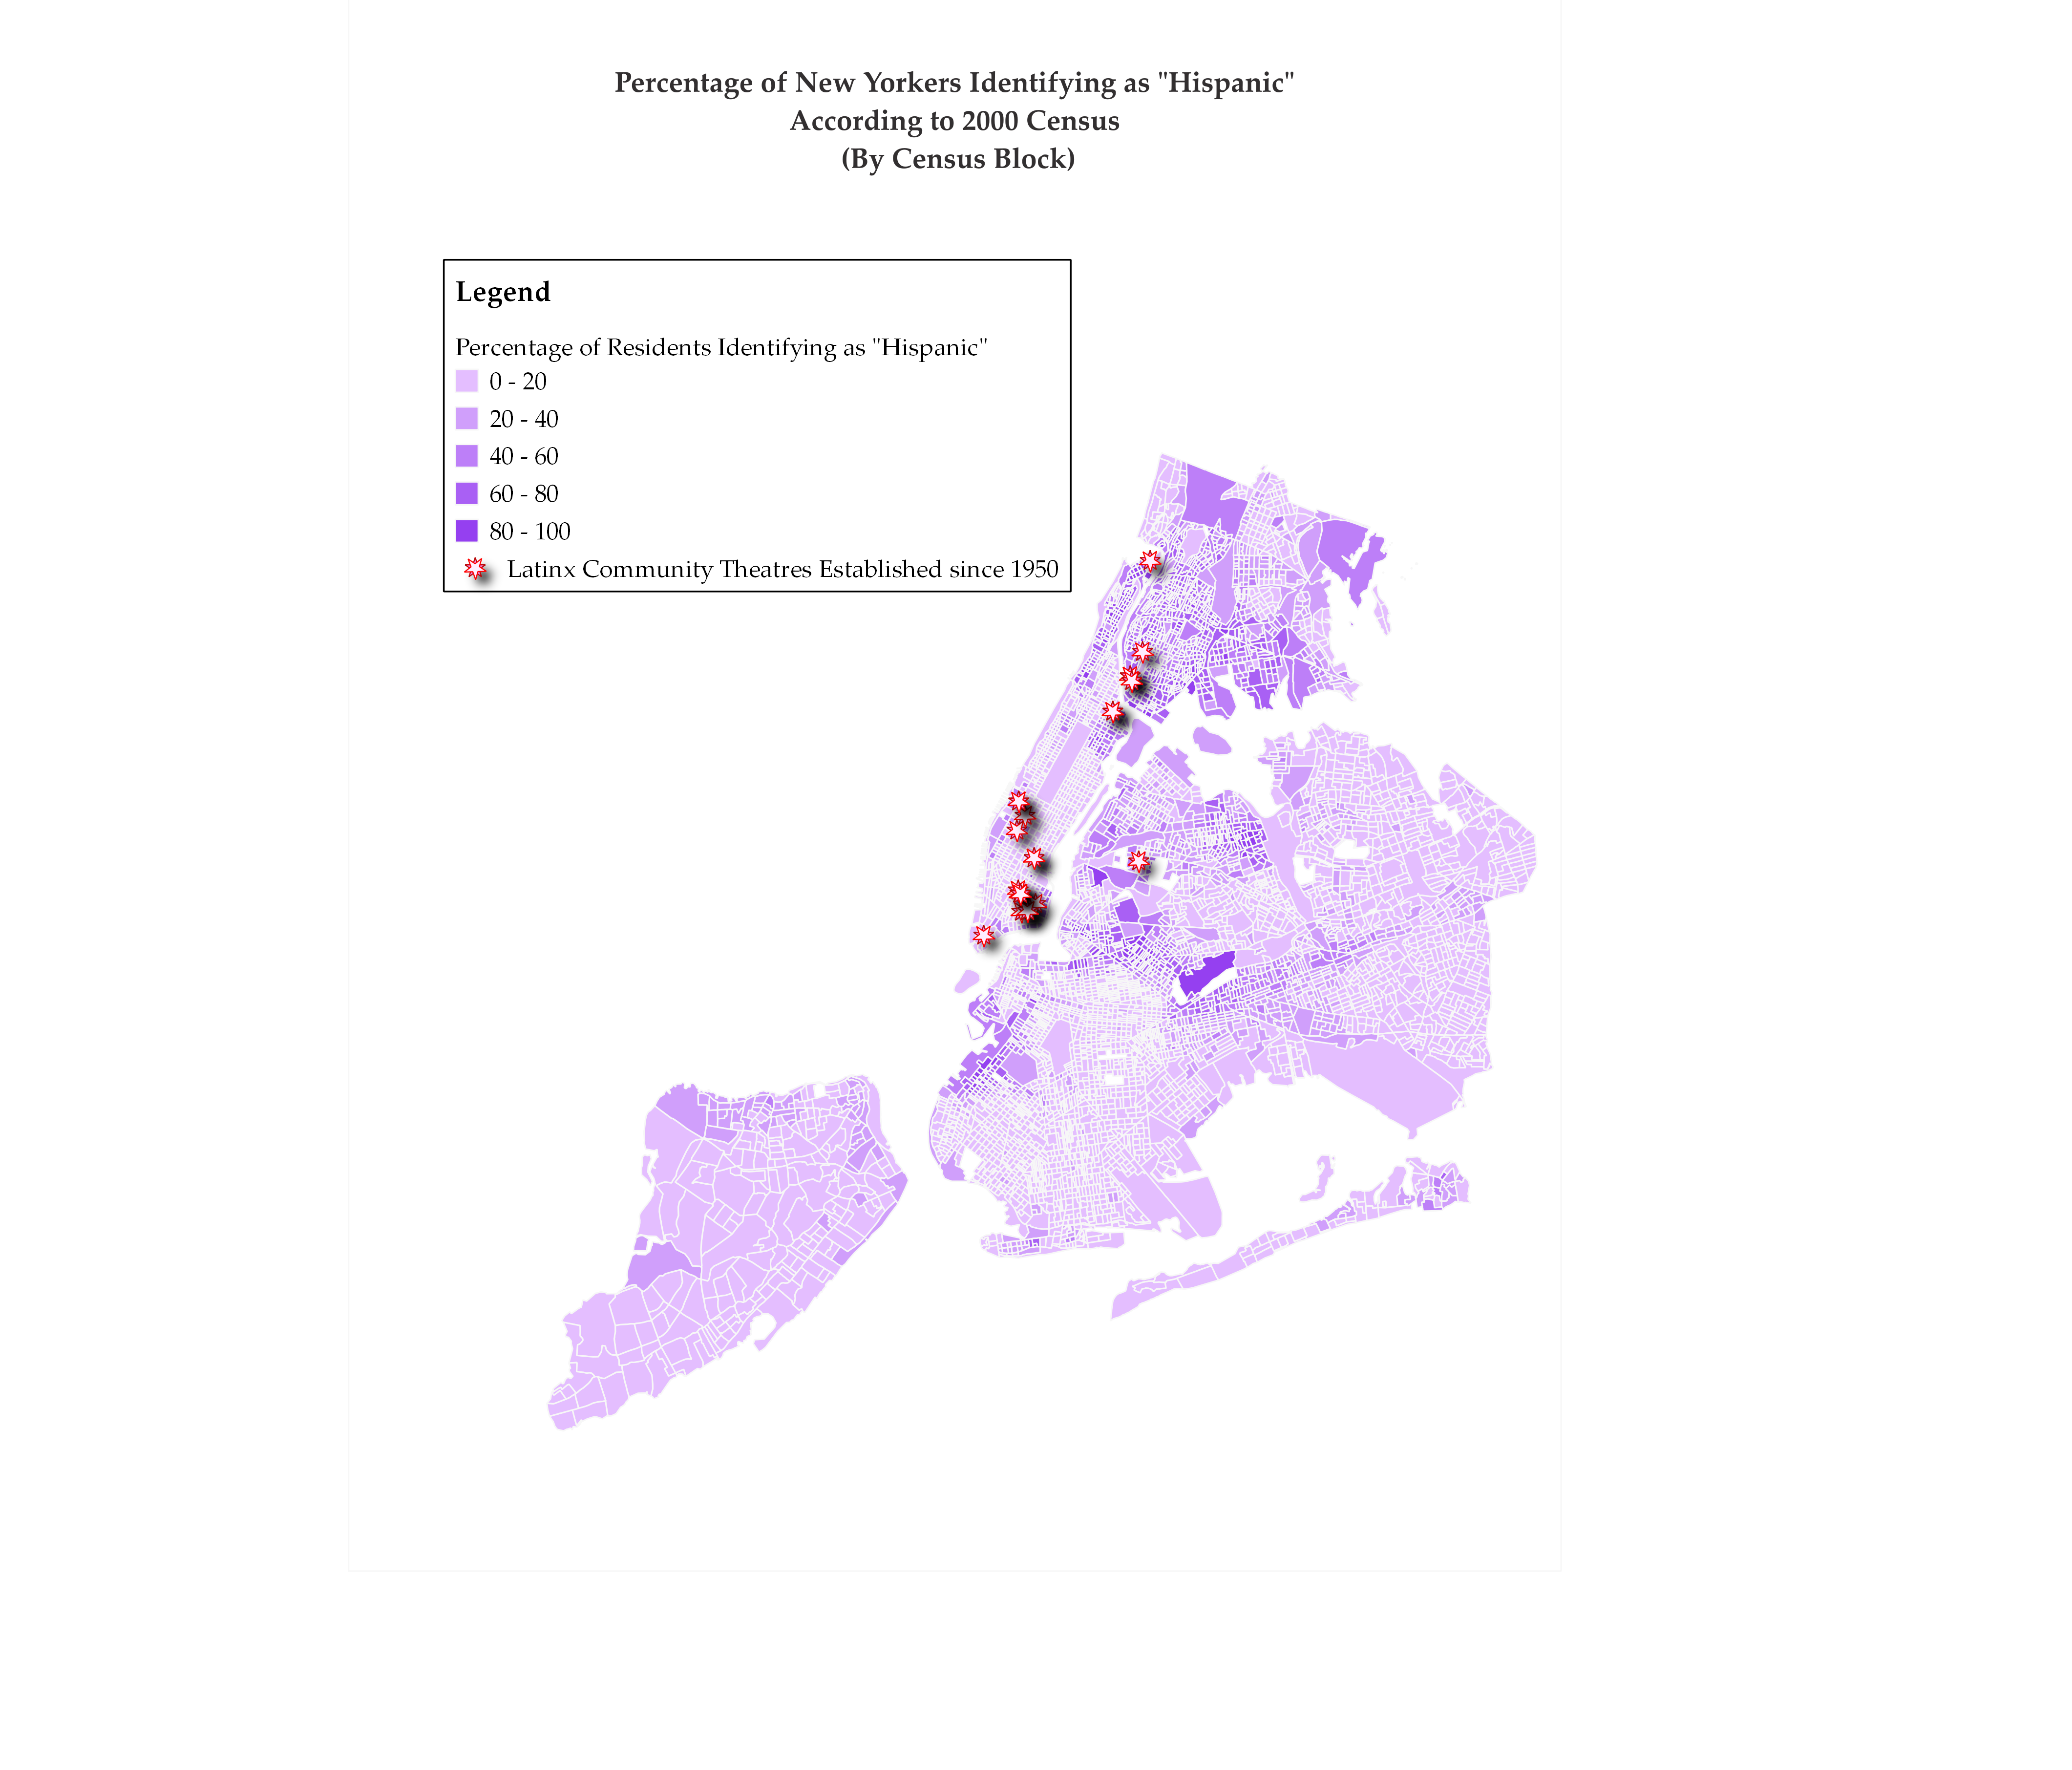 Percentage of New Yorkers Identifying as "Hispanic"
According to 2000 Census
(By Census Block)
Legend
Percentage of Residents Identifying as "Hispanic"
0 - 20
20 - 40
40 - 60
60 - 80
80 - 100
Latinx Community Theatres Established since 1950